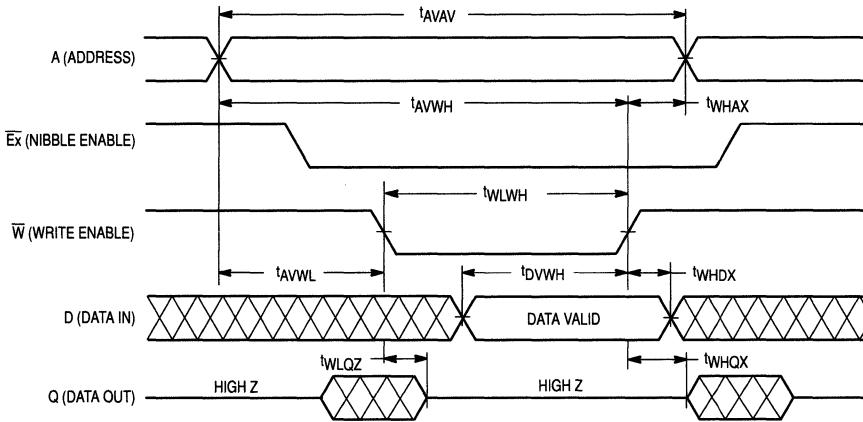 tAVAV
A (ADDRESS)
tAVWH
tWHAX
Ex (NIBBLE ENABLE)
tWLWH
W (WRITE ENABLE)
tAVWL
tDVWH
tWHDX
D (DATA IN)
DATA VALID
tWLQZ
tWHQX
Q (DATA OUT)
HIGH Z
HIGH Z